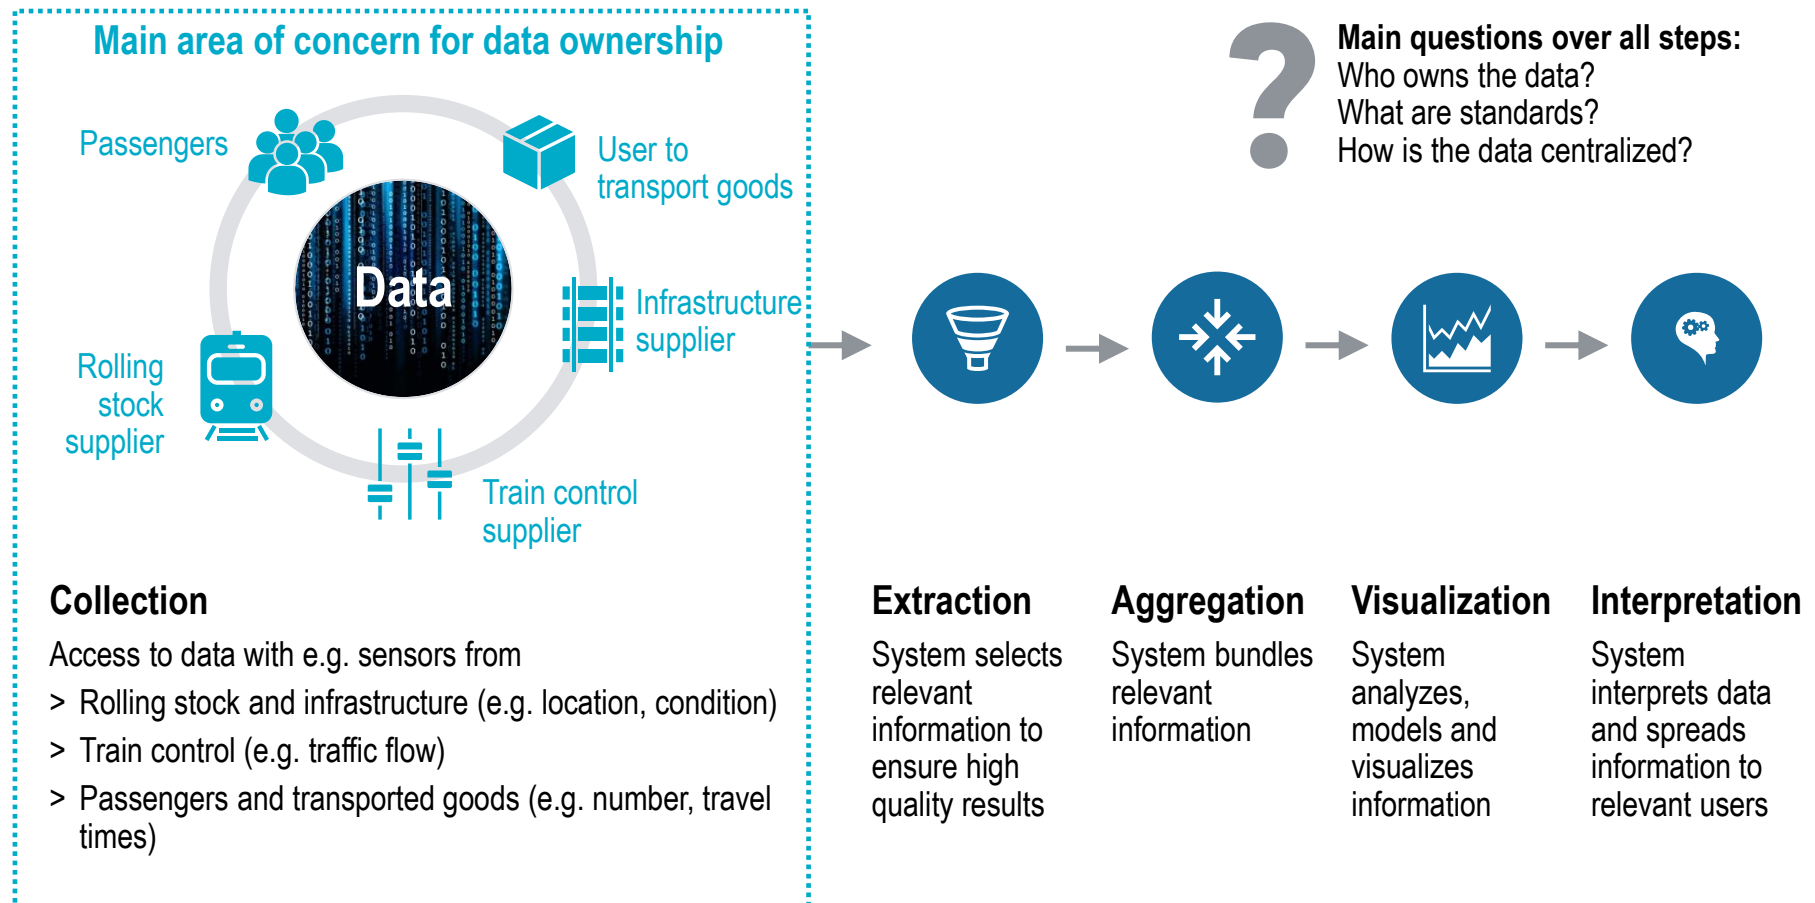 Main area of concern for data ownership
Passengers
User to
transport goods
Data
Infrastructure
supplier
Rolling
stock
supplier
Train control
supplier
Main questions over all steps:
Who owns the data?
What are standards?
How is the data centralized?
Collection
Access to data with e.g. sensors from
> Rolling stock and infrastructure (e.g. location, condition)
> Train control (e.g. traffic flow)
> Passengers and transported goods (e.g. number, travel
times)
Extraction
System selects
relevant
information to
ensure high
quality results
Aggregation
System bundles
relevant
information
Visualization
System
analyzes,
models and
visualizes
information
Interpretation
System
interprets data
and spreads
information to
relevant users